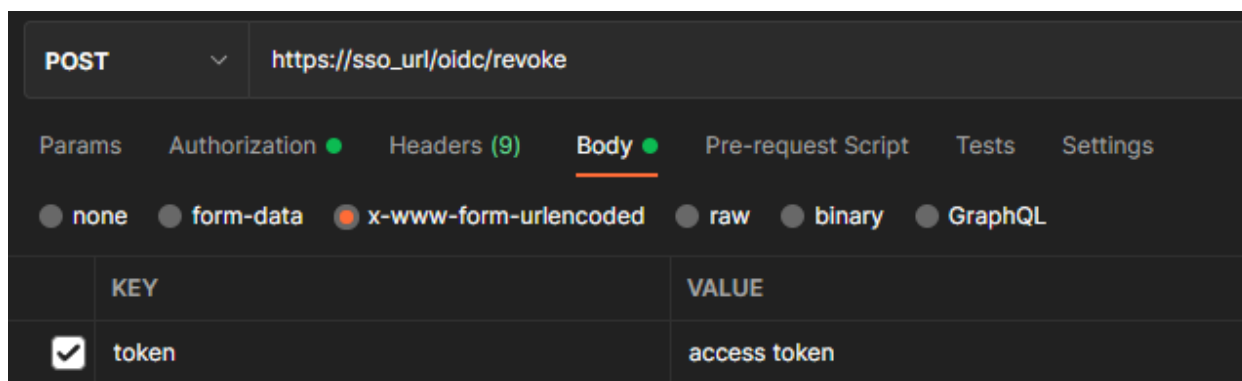 POST https://sso_url/oidc/revoke
Params Authorization Headers (9) Body Pre-request Script Tests Settings
none form-data x-www-form-urlencoded raw binary GraphQL
KEY VALUE
token access token